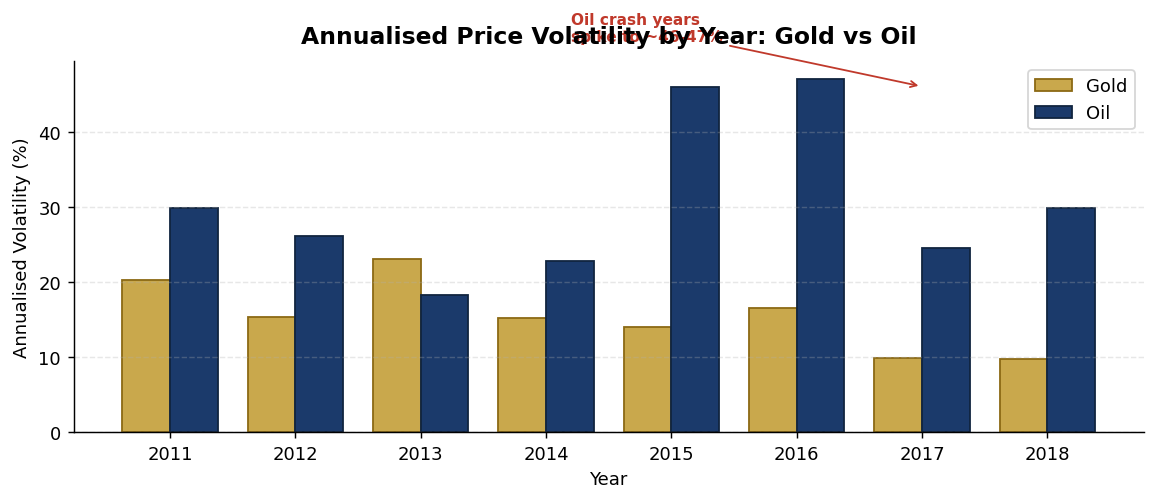 Oil crash years
Annualised Price Volatility by Year: Gold vs Oil
Gold
Oil
Annualised Volatility (%)
40
30
20
10
0
2011 2012 2013 2014 2015 2016 2017 2018
Year